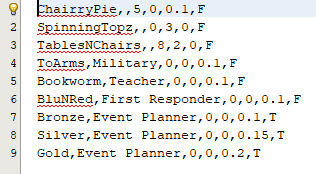 ChairryPie,,5,0,0.1,F
2 SpinningTopz,,0,3,0,F
3 TablesNChairs,,8,2,0,F
4 ToArms,Military,0,0,0.1,F
5 Bookworm,Teacher,0,0,0.1,F
6 BluNRed,First Responder,0,0,0.1,F
7 Bronze,Event Planner,0,0,0.1,T
8 Silver,Event Planner,0,0,0.15,T
9 Gold,Event Planner,0,0,0.2,T